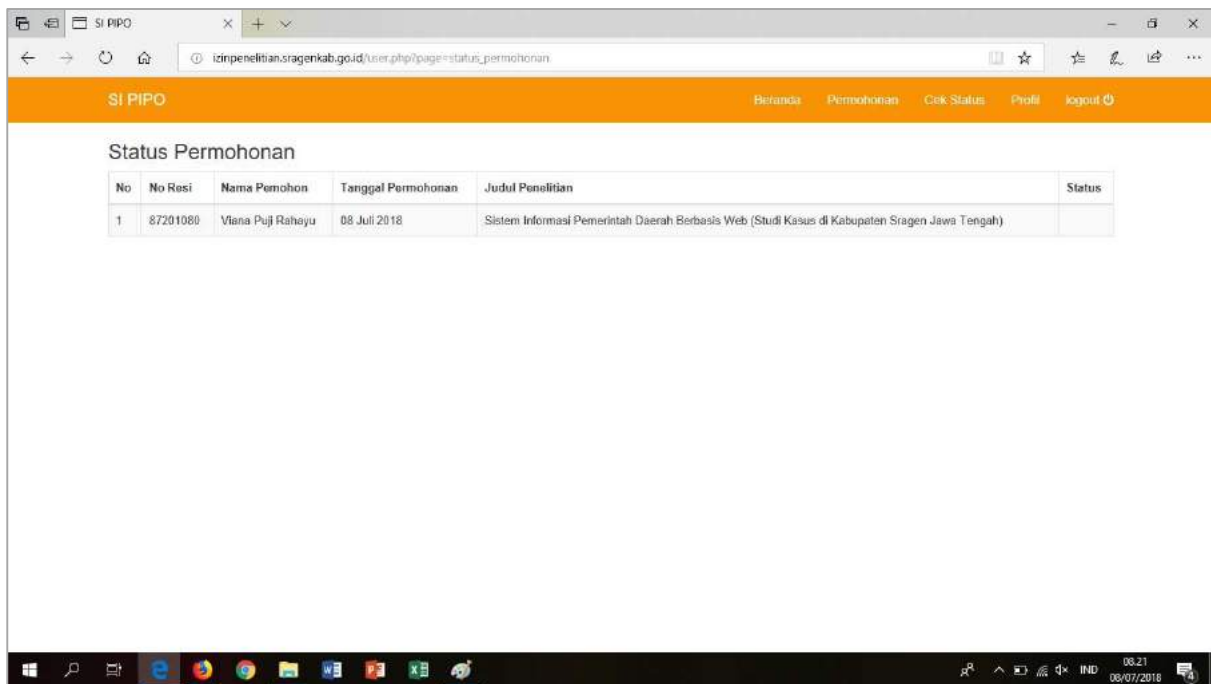 SI PIPO
izinpenelitian.sragenkab.go.id/user.php?page=status_permohonan
SI PIPO Beranda Permohonan Cek Status Profil logout
Status Permohonan
No No Resi Nama Pemohon Tanggal Permohonan Judul Penelitian Status
1 87201080 Viana Puji Rahayu 08 Juli 2018 Sistem Informasi Pemerintah Daerah Berbasis Web (Studi Kasus di Kabupaten Sragen Jawa Tengah)
IND 08.21
08/07/2018
4